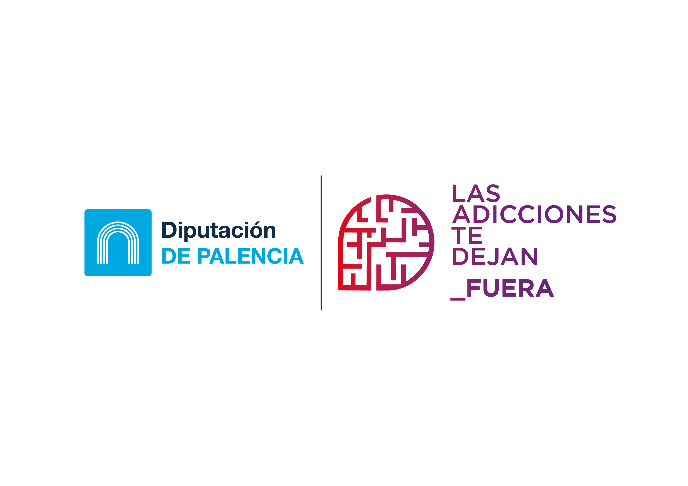 Diputación
DE PALENCIA
LAS
ADICCIONES
TE
DEJAN
_FUERA